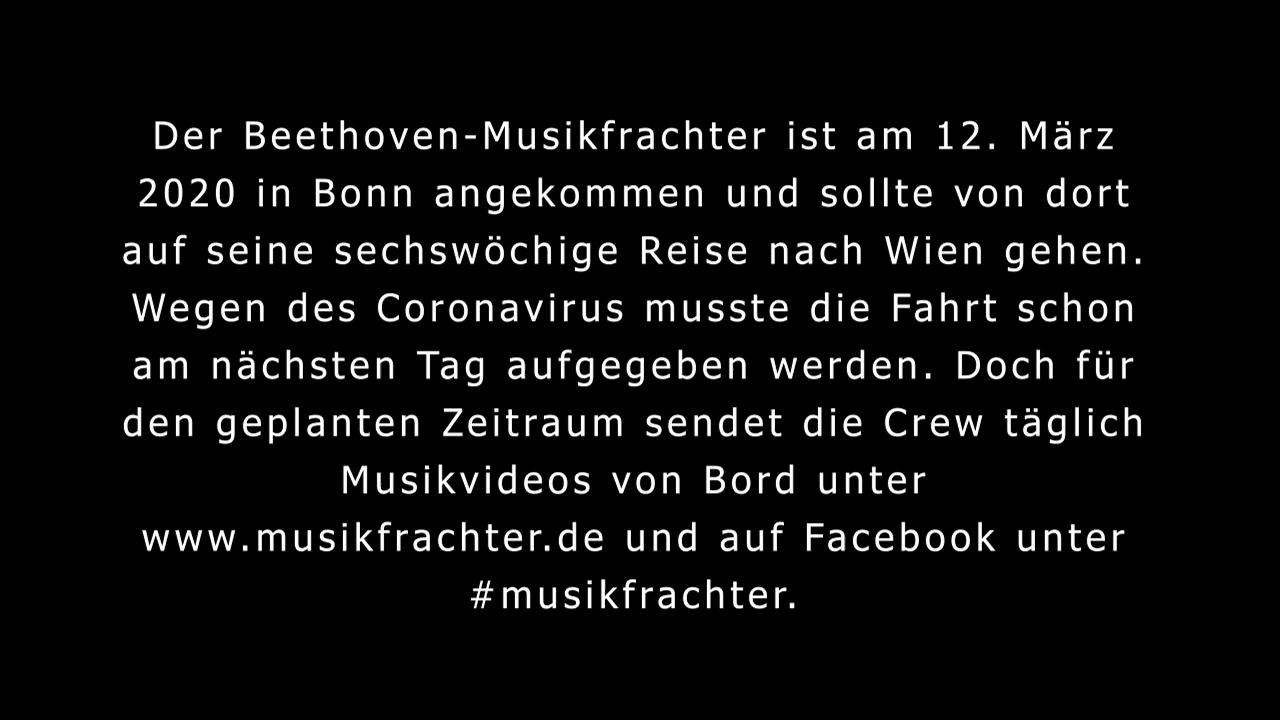 Der Beethoven-Musikfrachter ist am 12. März
2020 in Bonn angekommen und sollte von dort
auf seine sechswöchige Reise nach Wien gehen.
Wegen des Coronavirus musste die Fahrt schon
am nächsten Tag aufgegeben werden. Doch für
den geplanten Zeitraum sendet die Crew täglich
Musikvideos von Bord unter
www.musikfrachter.de und auf Facebook unter
#musikfrachter.